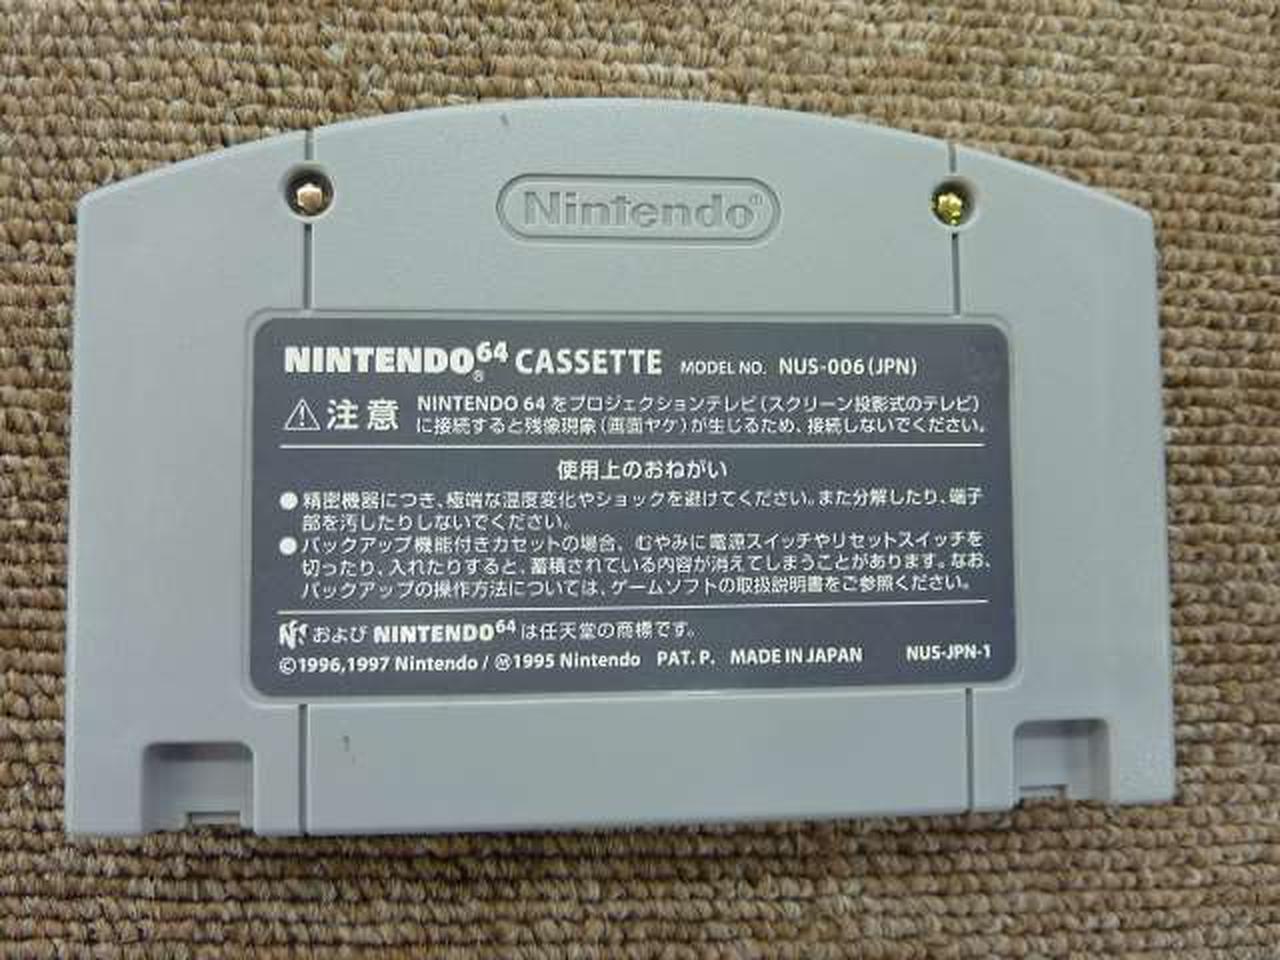 Nintendo®
NINTENDO64® CASSETTE MODEL NO. NUS-006(JPN)
⚠注意 NINTENDO 64 をプロジェクションテレビ(スクリーン投影式のテレビ)
に接続すると残像現象(画面ヤケ)が生じるため、接続しないでください。
使用上のおねがい
●精密機器につき、極端な温度変化やショックを避けてください。また分解したり、端子
部を汚したりしないでください。
●バックアップ機能付きカセットの場合、むやみに電源スイッチやリセットスイッチを
切ったり、入れたりすると、蓄積されている内容が消えてしまうことがあります。なお、
バックアップの操作方法については、ゲームソフトの取扱説明書をご参照ください。
および NINTENDO64 は任天堂の商標です。
©1996,1997 Nintendo / Ⓜ1995 Nintendo PAT. P. MADE IN JAPAN NUS-JPN-1